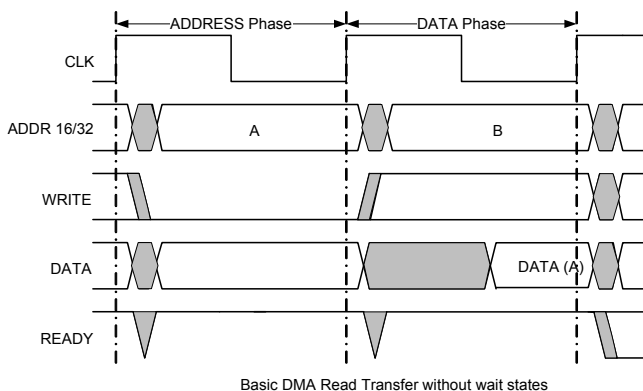 ADDRESS Phase DATA Phase
CLK
ADDR 16/32 A B
WRITE
DATA DATA (A)
READY
Basic DMA Read Transfer without wait states